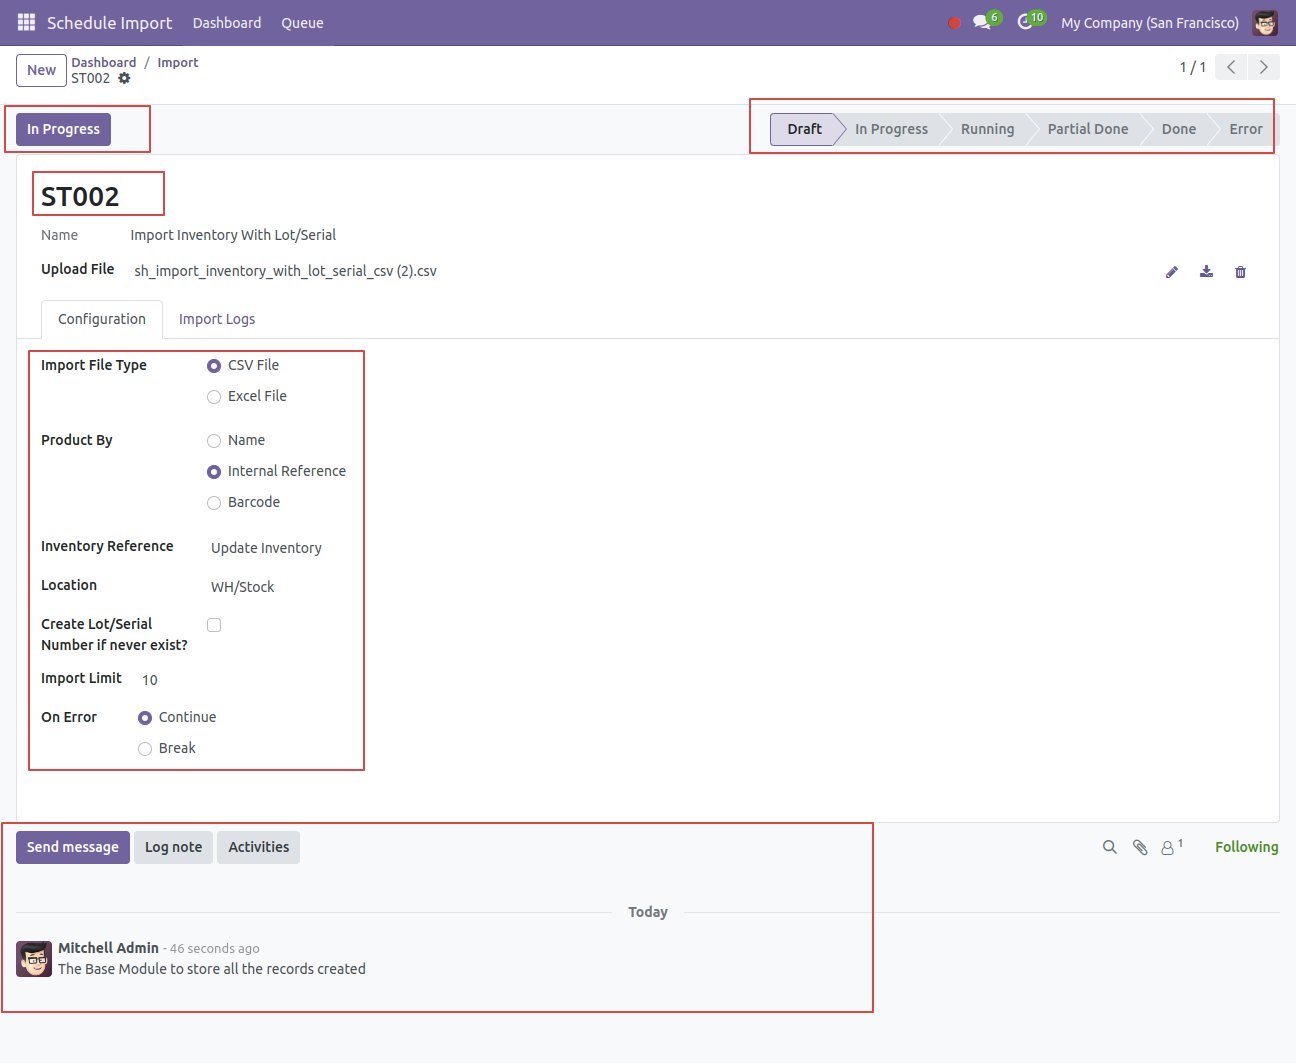 Schedule Import Dashboard Queue 6 10 My Company (San Francisco)
New Dashboard / Import
ST002
1 / 1
In Progress
Draft In Progress Running Partial Done Done Error
ST002
Name Import Inventory With Lot/Serial
Upload File sh_import_inventory_with_lot_serial_csv (2).csv
Configuration Import Logs
Import File Type CSV File
Excel File
Product By Name
Internal Reference
Barcode
Inventory Reference Update Inventory
Location WH/Stock
Create Lot/Serial
Number if never exist?
Import Limit 10
On Error Continue
Break
Send message Log note Activities 1 Following
Today
Mitchell Admin - 46 seconds ago
The Base Module to store all the records created